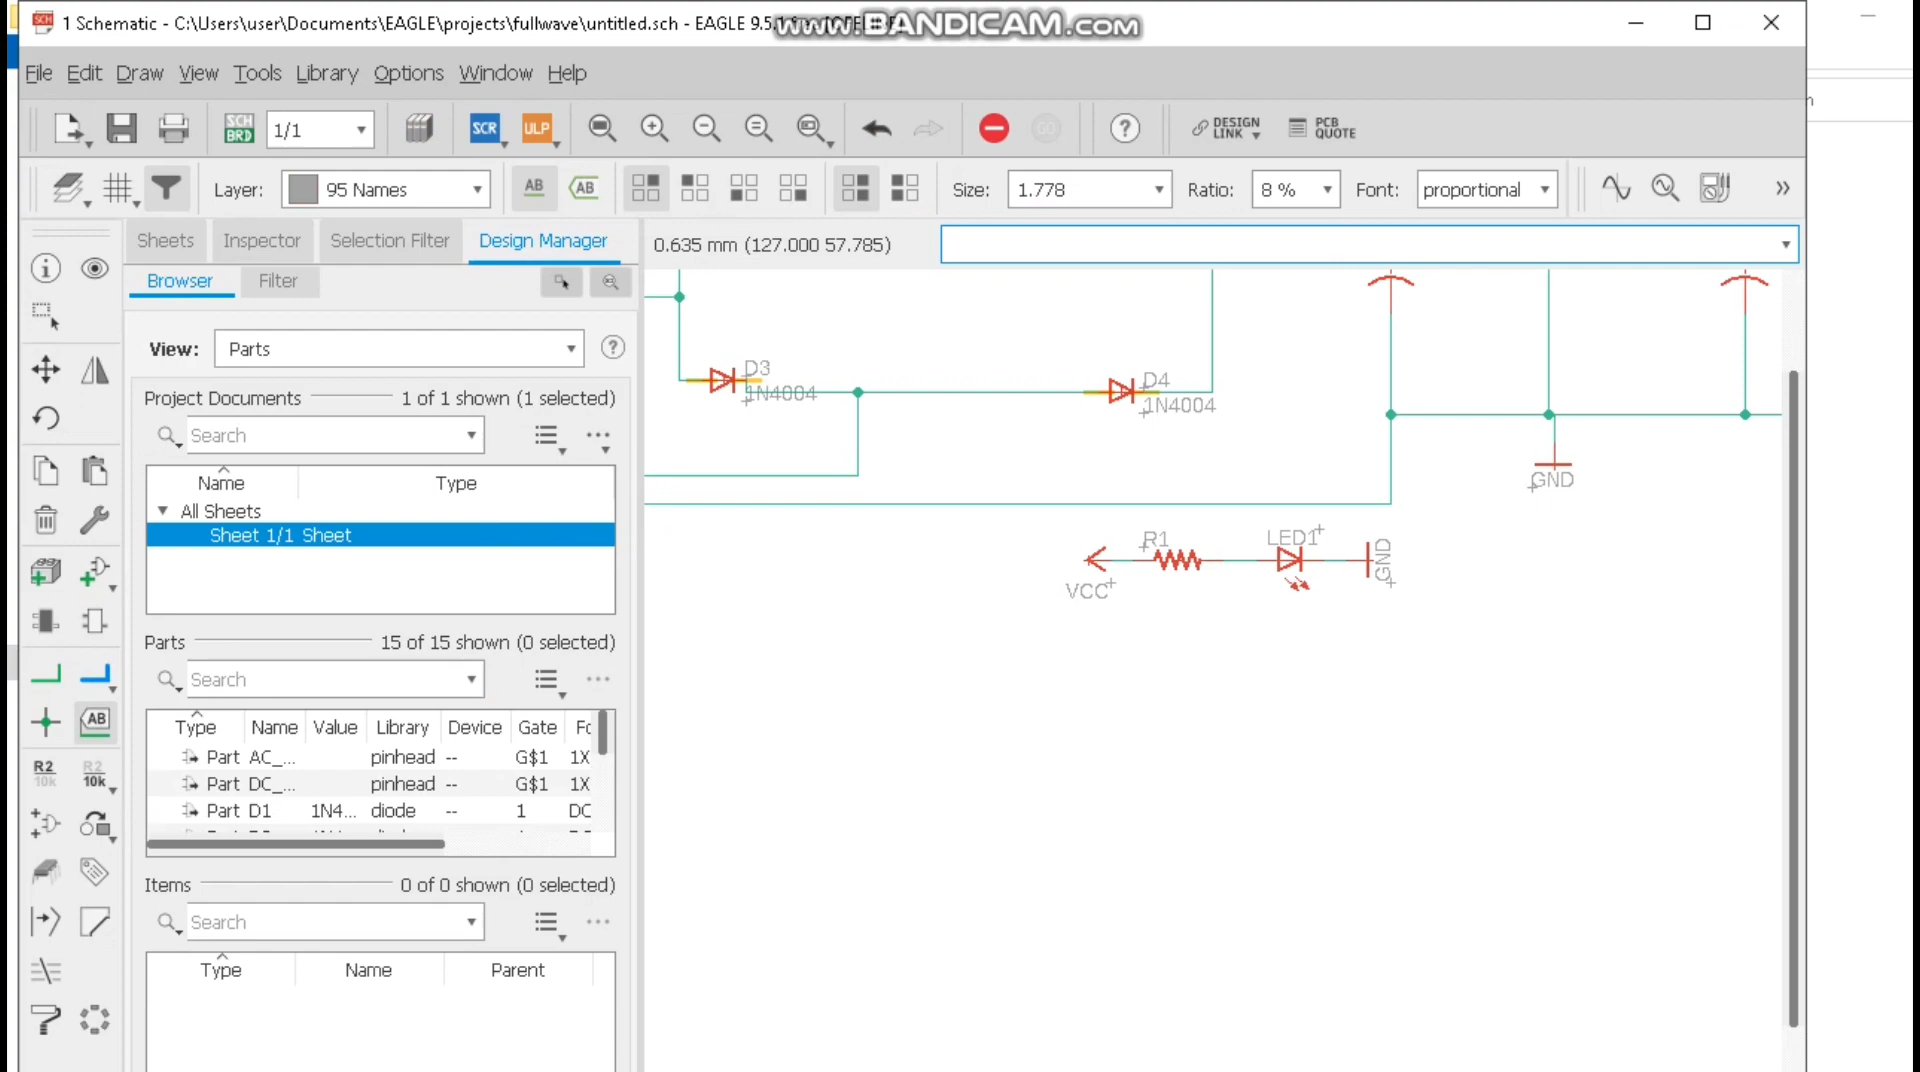 1 Schematic - C:\Users\user\Documents\EAGLE\projects\fullwave\untitled.sch - EAGLE 9.5.
www.BANDICAM.com
File Edit Draw View Tools Library Options Window Help
SCH BRD 1/1 SCR ULP DESIGN LINK PCB QUOTE
Layer: 95 Names AB AB Size: 1.778 Ratio: 8 % Font: proportional
Sheets Inspector Selection Filter Design Manager
0.635 mm (127.000 57.785)
Browser Filter
View: Parts
Project Documents 1 of 1 shown (1 selected)
Search
Name Type
All Sheets
Sheet 1/1 Sheet
Parts 15 of 15 shown (0 selected)
Search
Type Name Value Library Device Gate Fc
Part AC_... pinhead -- G$1 1X
Part DC_... pinhead -- G$1 1X
Part D1 1N4... diode -- 1 DC
Items 0 of 0 shown (0 selected)
Search
Type Name Parent
AB
R2 10k R2 10k
D3
1N4004
D4
1N4004
GND
R1
LED1
VCC
GND